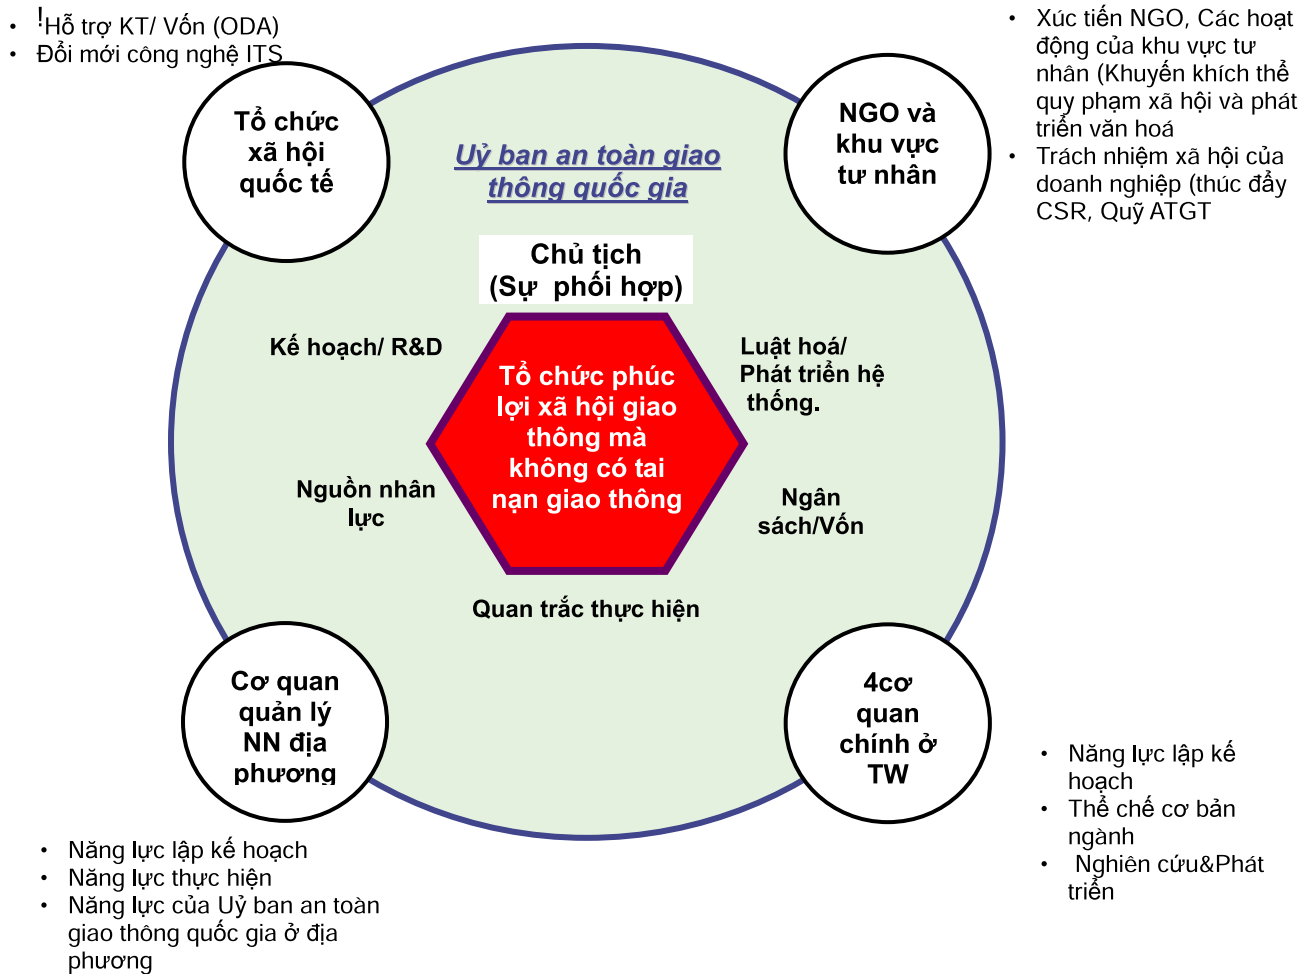 • !Hỗ trợ KT/ Vốn (ODA)
• Đổi mới công nghệ ITS
• Xúc tiến NGO, Các hoạt
động của khu vực tư
nhân (Khuyến khích thể
quy phạm xã hội và phát
triển văn hoá
• Trách nhiệm xã hội của
doanh nghiệp (thúc đẩy
CSR, Quỹ ATGT
Tổ chức
xã hội
quốc tế
Uỷ ban an toàn giao
thông quốc gia
NGO và
khu vực
tư nhân
Chủ tịch
(Sự phối hợp)
Kế hoạch/ R&D
Luật hoá/
Phát triển hệ
thống.
Tổ chức phúc
lợi xã hội giao
thông mà
không có tai
nạn giao thông
Nguồn nhân
lực
Ngân
sách/Vốn
Quan trắc thực hiện
Cơ quan
quản lý
NN địa
phương
4cơ
quan
chính ở
TW
• Năng lực lập kế
hoạch
• Thể chế cơ bản
ngành
• Nghiên cứu&Phát
triển
• Năng lực lập kế hoạch
• Năng lực thực hiện
• Năng lực của Uỷ ban an toàn
giao thông quốc gia ở địa
phương